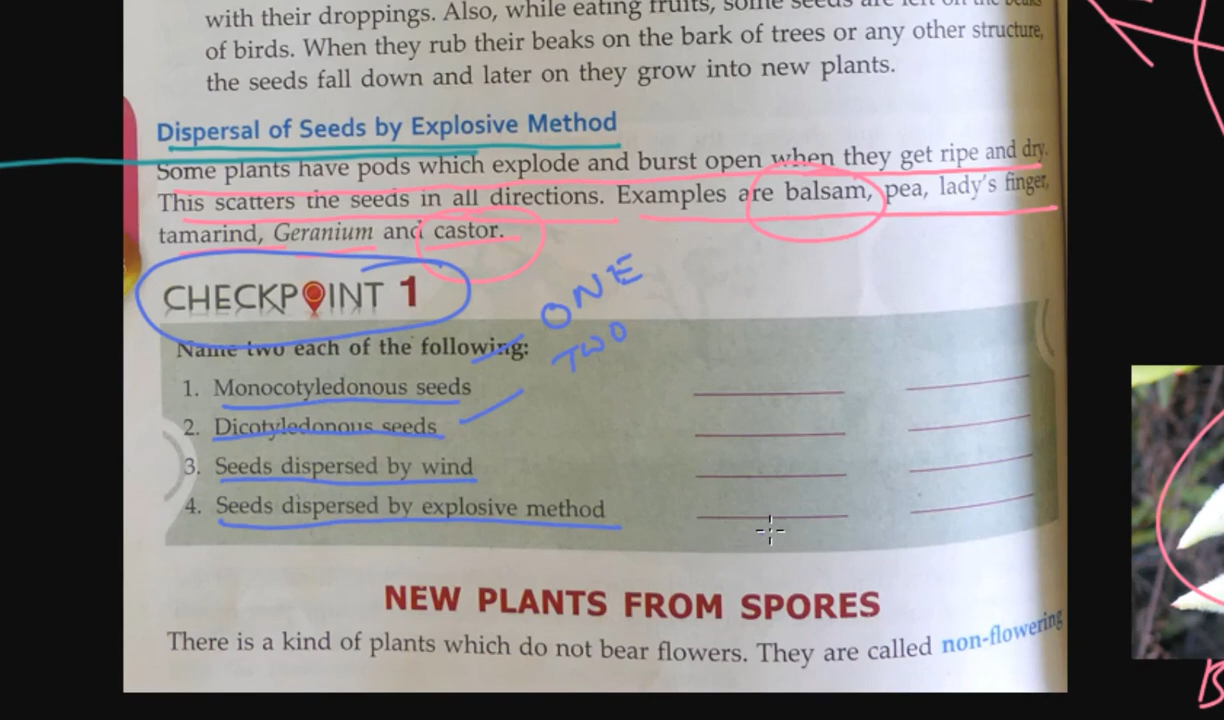 with their droppings. Also, while eating fruits, some seeds are left on the beaks
of birds. When they rub their beaks on the bark of trees or any other structure,
the seeds fall down and later on they grow into new plants.
Dispersal of Seeds by Explosive Method
Some plants have pods which explode and burst open when they get ripe and dry.
This scatters the seeds in all directions. Examples are balsam, pea, lady's finger,
tamarind, Geranium and castor.
CHECKPOINT 1
ONE
TWO
Name two each of the following:
1. Monocotyledonous seeds
2. Dicotyledonous seeds
3. Seeds dispersed by wind
4. Seeds dispersed by explosive method
NEW PLANTS FROM SPORES
There is a kind of plants which do not bear flowers. They are called non-flowering